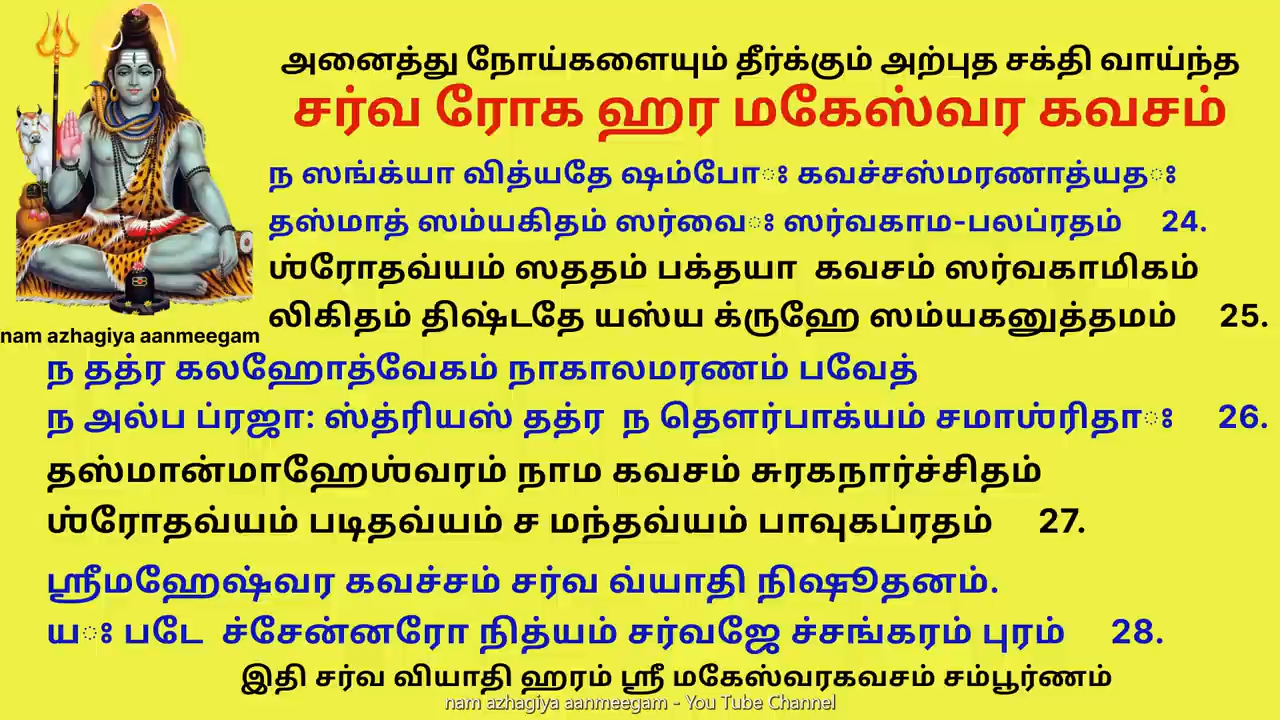 அனைத்து நோய்களையும் தீர்க்கும் அற்புத சக்தி வாய்ந்த
சர்வ ரோக ஹர மகேஸ்வர கவசம்
ந ஸங்க்யா வித்யதே ஷம்போஃ கவச்சஸ்மரணாத்யதஃ
தஸ்மாத் ஸம்யகிதம் ஸர்வைஃ ஸர்வகாம-பலப்ரதம் 24.
ஶ்ரோதவ்யம் ஸததம் பக்தயா கவசம் ஸர்வகாமிகம்
லிகிதம் திஷ்டதே யஸ்ய க்ருஹே ஸம்யகனுத்தமம் 25.
nam azhagiya aanmeegam
ந தத்ர கலஹோத்வேகம் நாகாலமரணம் பவேத்
ந அல்ப ப்ரஜா: ஸ்த்ரியஸ் தத்ர ந தௌர்பாக்யம் சமாஶ்ரிதாஃ 26.
தஸ்மான்மாஹேஶ்வரம் நாம கவசம் சுரகநார்ச்சிதம்
ஶ்ரோதவ்யம் படிதவ்யம் ச மந்தவ்யம் பாவுகப்ரதம் 27.
ஸ்ரீமஹேஷ்வர கவச்சம் சர்வ வ்யாதி நிஷூதனம்.
யஃ படே ச்சேன்னரோ நித்யம் சர்வஜே ச்சங்கரம் புரம் 28.
இதி சர்வ வியாதி ஹரம் ஸ்ரீ மகேஸ்வரகவசம் சம்பூர்ணம்
nam azhagiya aanmeegam - You Tube Channel